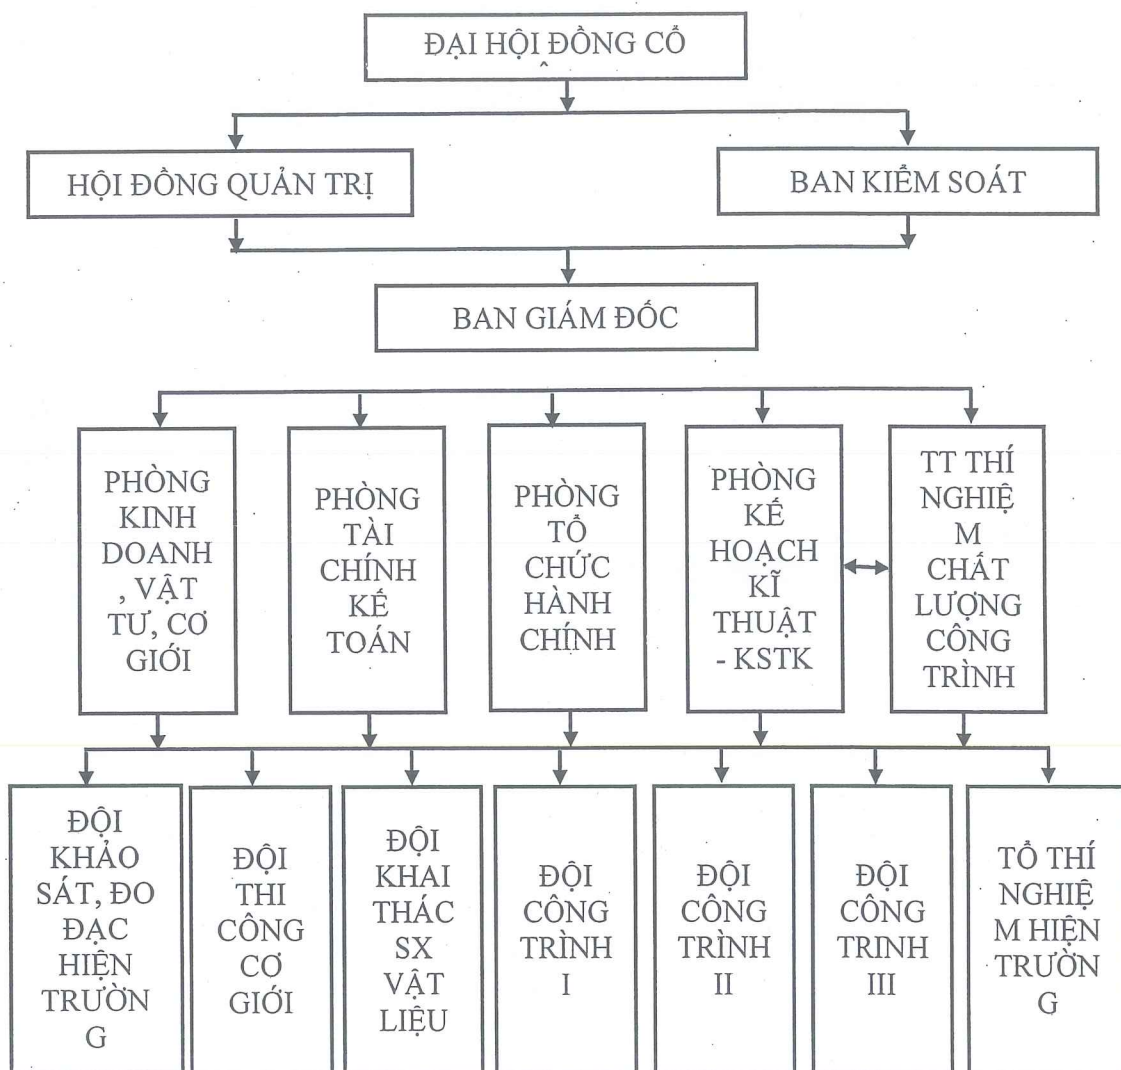 ĐẠI HỘI ĐỒNG CỔ
HỘI ĐỒNG QUẢN TRỊ
BAN KIỂM SOÁT
BAN GIÁM ĐỐC
PHÒNG
KINH
DOANH
, VẬT
TƯ, CƠ
GIỚI
PHÒNG
TÀI
CHÍNH
KẾ
TOÁN
PHÒNG
TỔ
CHỨC
HÀNH
CHÍNH
PHÒNG
KẾ
HOẠCH
KĨ
THUẬT
- KSTK
TT THÍ
NGHIỆ
M
CHẤT
LƯỢNG
CÔNG
TRÌNH
ĐỘI
KHẢO
SÁT, ĐO
ĐẠC
HIỆN
TRƯỜN
G
ĐỘI
THI
CÔNG
CƠ
GIỚI
ĐỘI
KHAI
THÁC
SX
VẬT
LIỆU
ĐỘI
CÔNG
TRÌNH
I
ĐỘI
CÔNG
TRÌNH
II
ĐỘI
CÔNG
TRINH
III
TỔ THÍ
NGHIỆ
M HIỆN
TRƯỜN
G